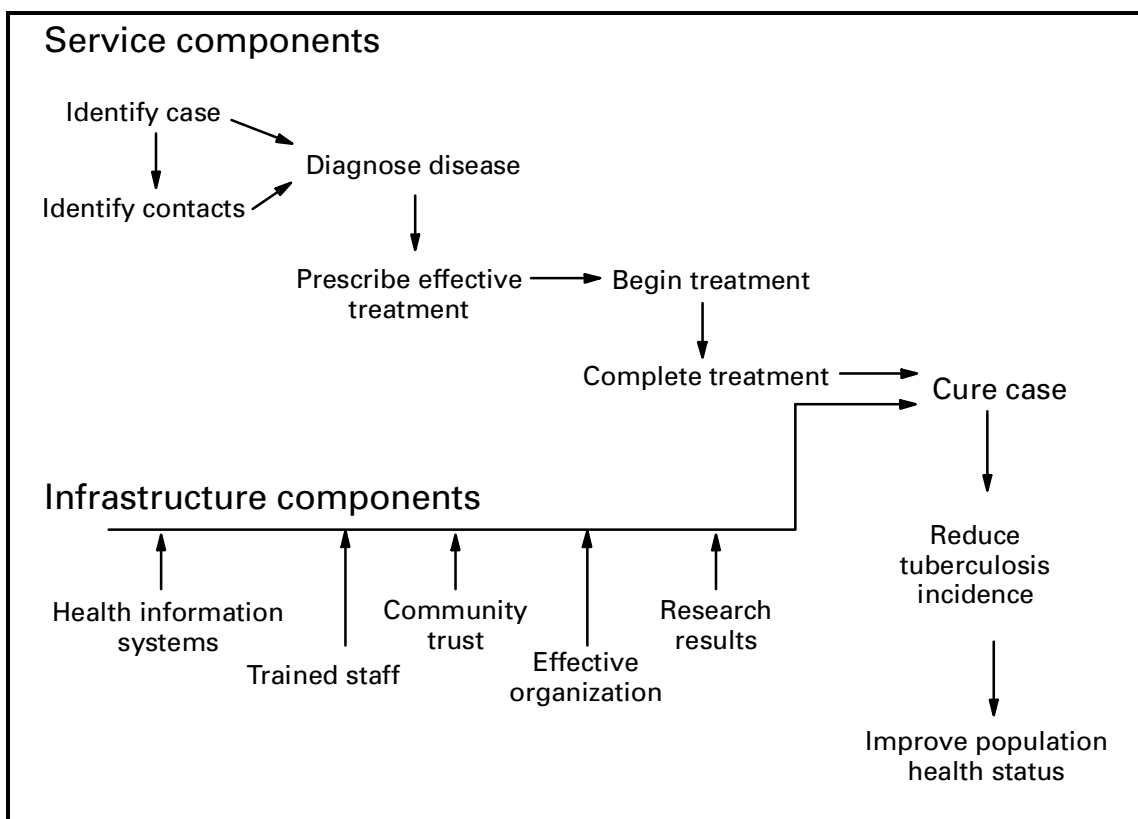 Service components
Identify case
Diagnose disease
Identify contacts
Prescribe effective
treatment
Begin treatment
Complete treatment
Cure case
Infrastructure components
Reduce
tuberculosis
incidence
Health information
systems
Trained staff
Community
trust
Effective
organization
Research
results
Improve population
health status